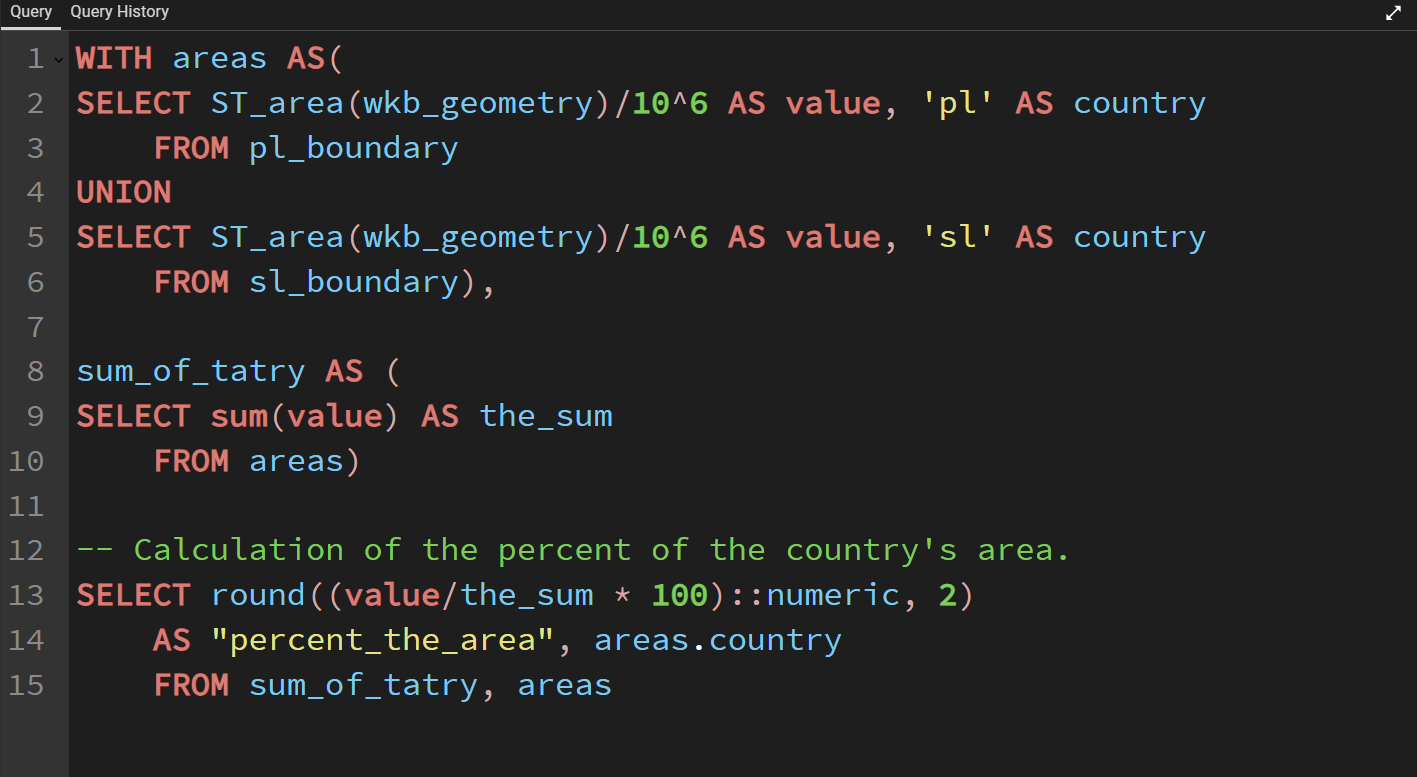 Query Query History
1 WITH areas AS(
2 SELECT ST_area(wkb_geometry)/10^6 AS value, 'pl' AS country
3     FROM pl_boundary
4 UNION
5 SELECT ST_area(wkb_geometry)/10^6 AS value, 'sl' AS country
6     FROM sl_boundary),
7
8 sum_of_tatry AS (
9 SELECT sum(value) AS the_sum
10     FROM areas)
11
12 -- Calculation of the percent of the country's area.
13 SELECT round((value/the_sum * 100)::numeric, 2)
14     AS "percent_the_area", areas.country
15     FROM sum_of_tatry, areas